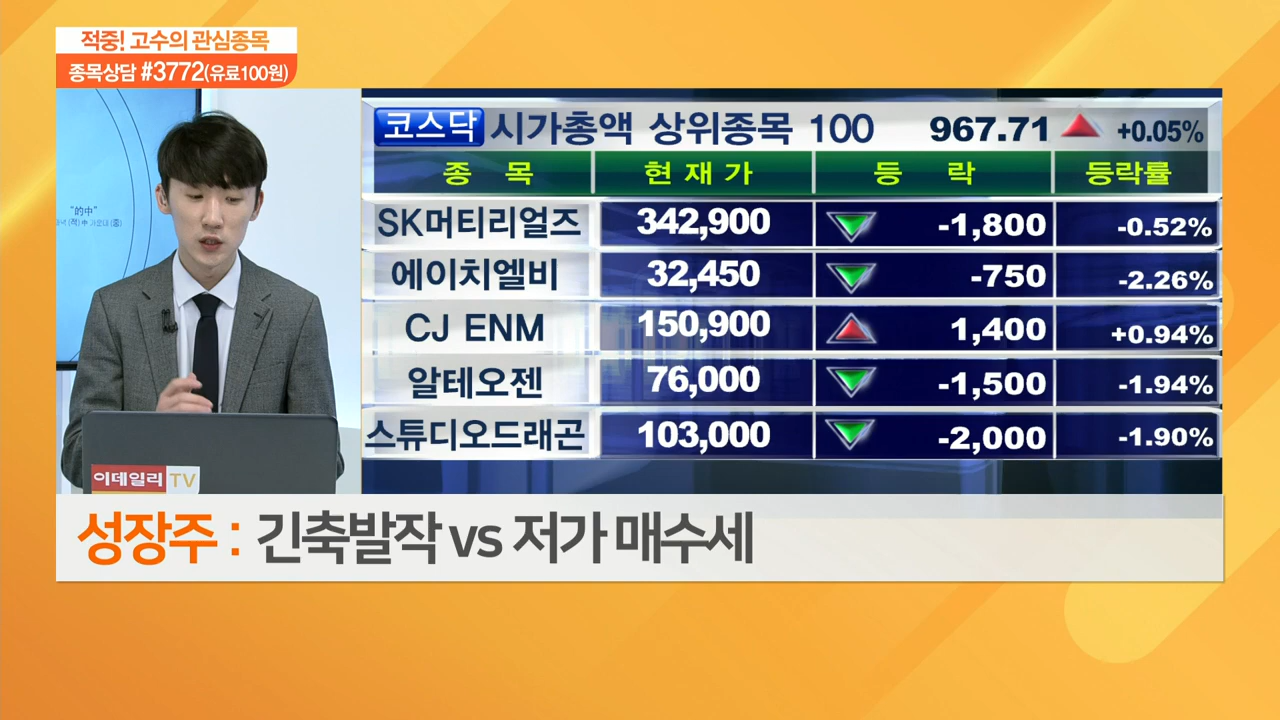 적중! 고수의 관심종목
종목상담 #3772(유료100원)
"的中"
코스닥 시가총액 상위종목 100 967.71 +0.05%
종 목 현 재 가 등 락 등락률
SK머티리얼즈 342,900 -1,800 -0.52%
에이치엘비 32,450 -750 -2.26%
CJ ENM 150,900 1,400 +0.94%
알테오젠 76,000 -1,500 -1.94%
스튜디오드래곤 103,000 -2,000 -1.90%
이데일리 TV
성장주 : 긴축발작 vs 저가 매수세